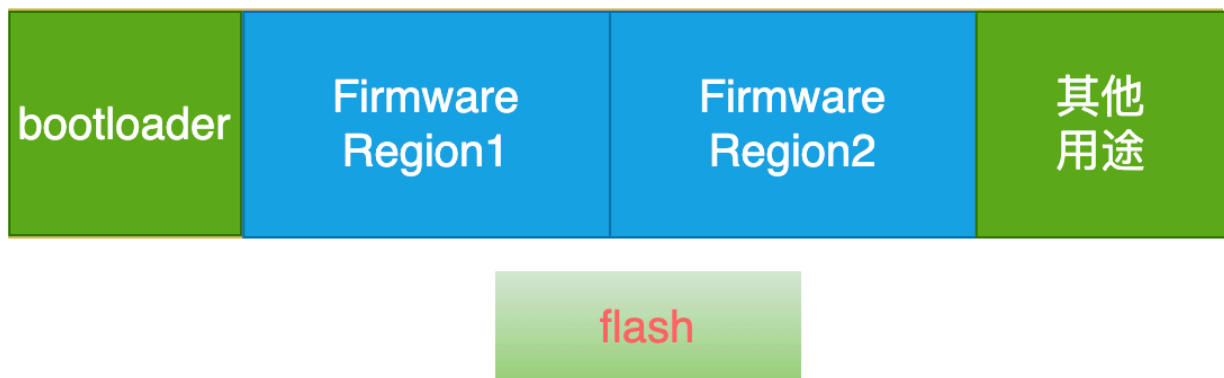 bootloader
Firmware
Region1
Firmware
Region2
其他
用途
flash